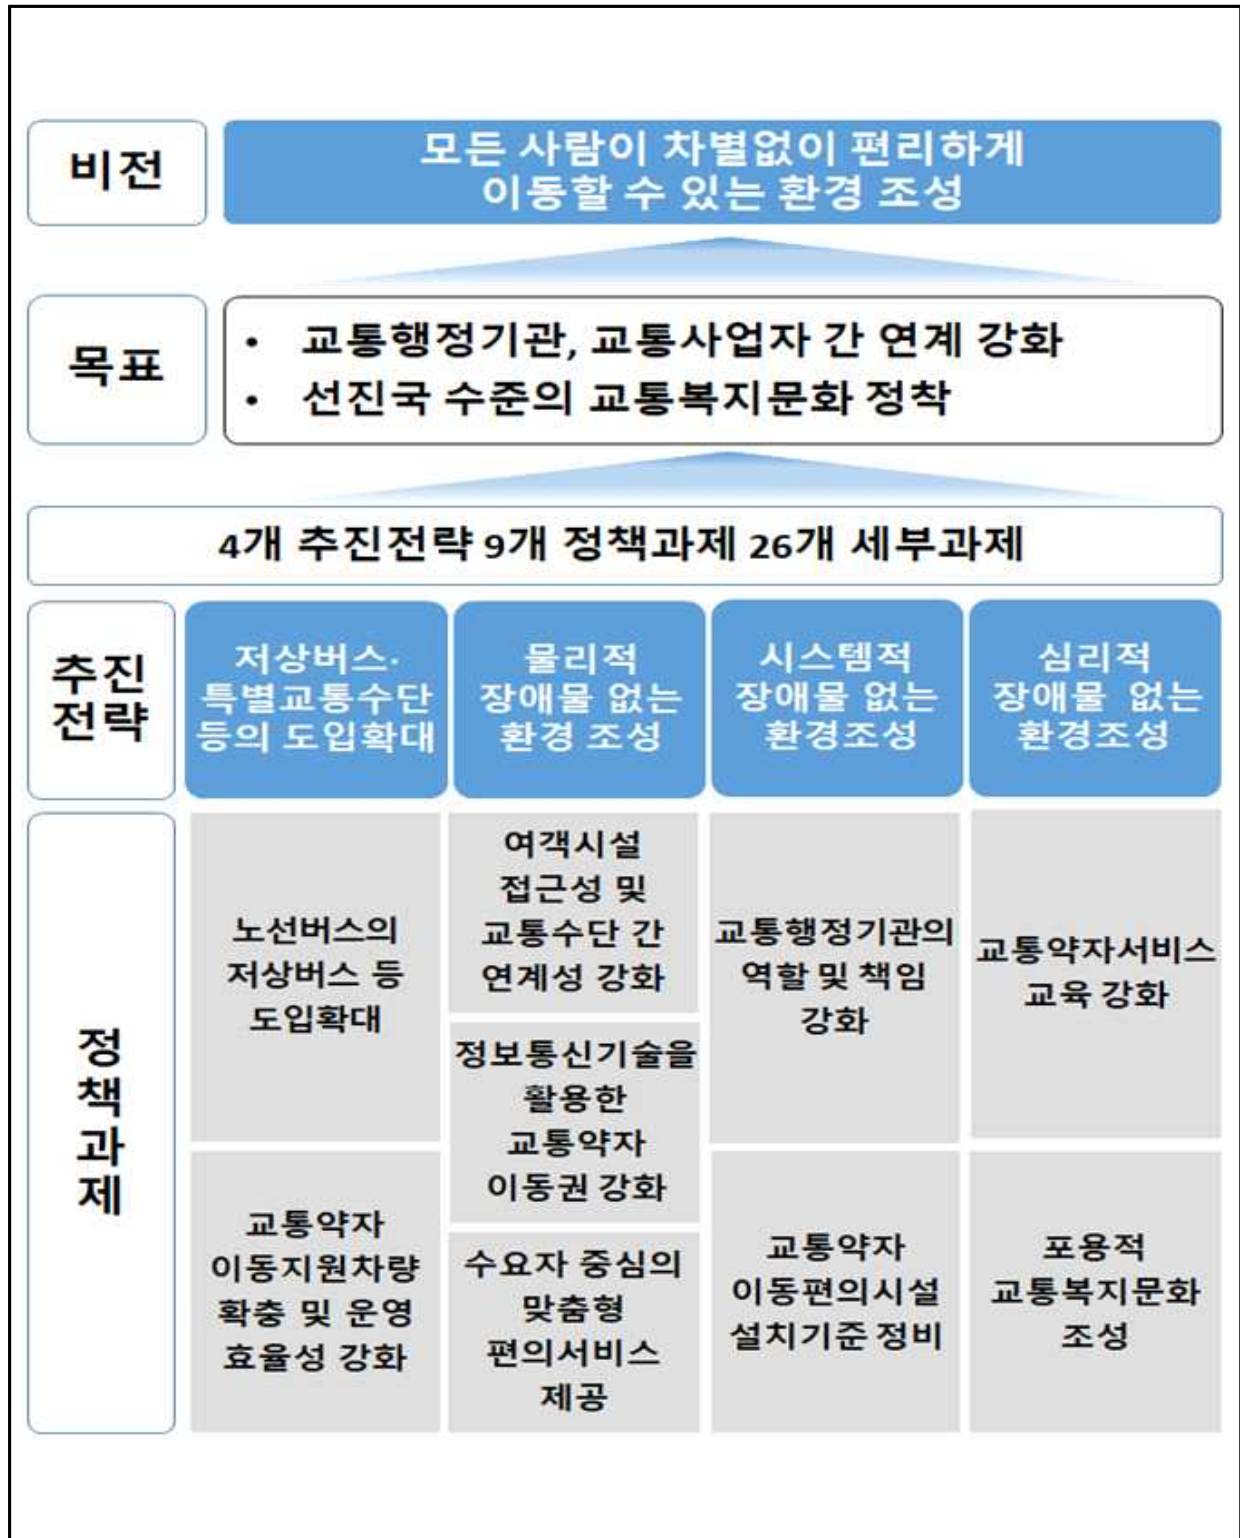 비전
모든 사람이 차별없이 편리하게
이동할 수 있는 환경 조성
목표
• 교통행정기관, 교통사업자 간 연계 강화
• 선진국 수준의 교통복지문화 정착
4개 추진전략 9개 정책과제 26개 세부과제
추진
전략
저상버스·
특별교통수단
등의 도입확대
물리적
장애물 없는
환경 조성
시스템적
장애물 없는
환경조성
심리적
장애물 없는
환경조성
정
책
과
제
노선버스의
저상버스 등
도입확대
교통약자
이동지원차량
확충 및 운영
효율성 강화
여객시설
접근성 및
교통수단 간
연계성 강화
정보통신기술을
활용한
교통약자
이동권 강화
수요자 중심의
맞춤형
편의서비스
제공
교통행정기관의
역할 및 책임
강화
교통약자
이동편의시설
설치기준 정비
교통약자서비스
교육 강화
포용적
교통복지문화
조성